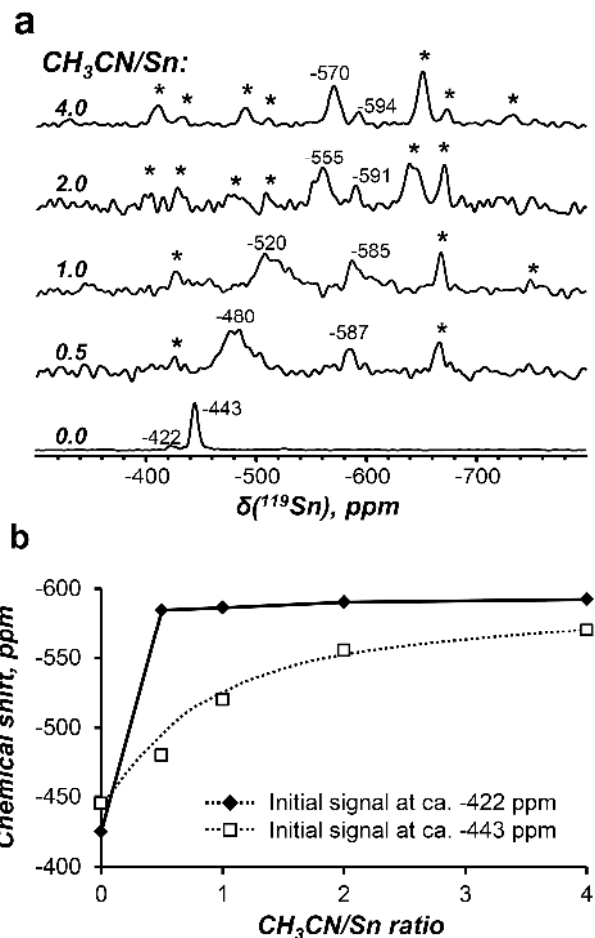 a
CH₃CN/Sn:
* * * * -570 -594 * * *
4.0
* * * * -555 -591 * *
2.0
* -520 -585 * *
1.0
* -480 -587 *
0.5
-422 -443
0.0
-400 -500 -600 -700
δ(¹¹⁹Sn), ppm
b
Chemical shift, ppm
-600
-550
-500
-450
-400
Initial signal at ca. -422 ppm
Initial signal at ca. -443 ppm
0 1 2 3 4
CH₃CN/Sn ratio